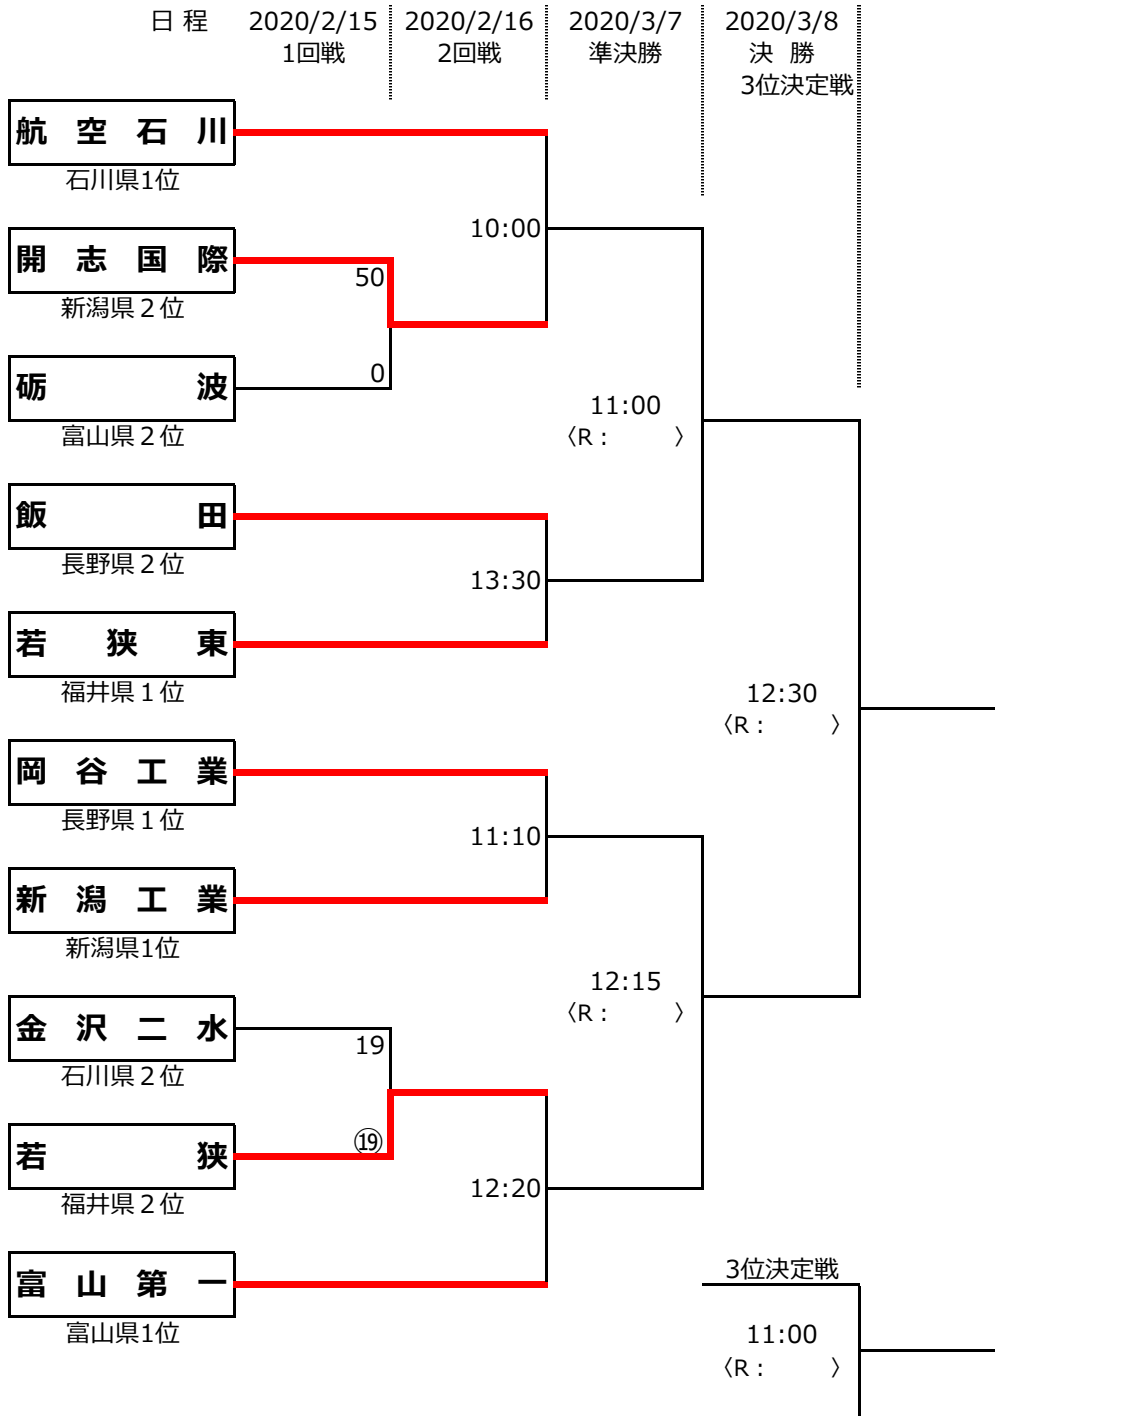 日 程 2020/2/15 2020/2/16 2020/3/7 2020/3/8
1回戦 2回戦 準決勝 決 勝
3位決定戦
航 空 石 川
石川県1位
10:00
開 志 国 際
50
新潟県２位
砺 波
0
富山県２位
11:00
〈R： 〉
飯 田
長野県２位
13:30
若 狭 東
福井県１位
12:30
〈R： 〉
岡 谷 工 業
長野県１位
11:10
新 潟 工 業
新潟県1位
12:15
〈R： 〉
金 沢 二 水
19
石川県２位
若 狭
⑲
福井県２位
12:20
富 山 第 一
富山県1位
3位決定戦
11:00
〈R： 〉